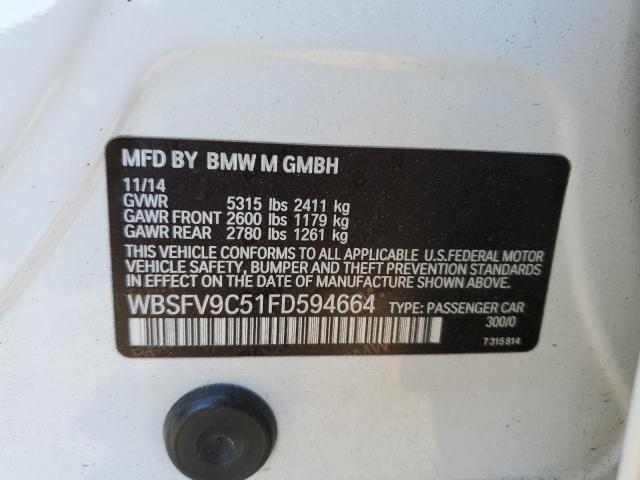 MFD BY BMW M GMBH
11/14
GVWR 5315 lbs 2411 kg
GAWR FRONT 2600 lbs 1179 kg
GAWR REAR 2780 lbs 1261 kg
THIS VEHICLE CONFORMS TO ALL APPLICABLE U.S.FEDERAL MOTOR
VEHICLE SAFETY, BUMPER AND THEFT PREVENTION STANDARDS
IN EFFECT ON THE DATE OF MANUFACTURE SHOWN ABOVE.
WBSFV9C51FD594664 TYPE: PASSENGER CAR
300/0
7 315 814